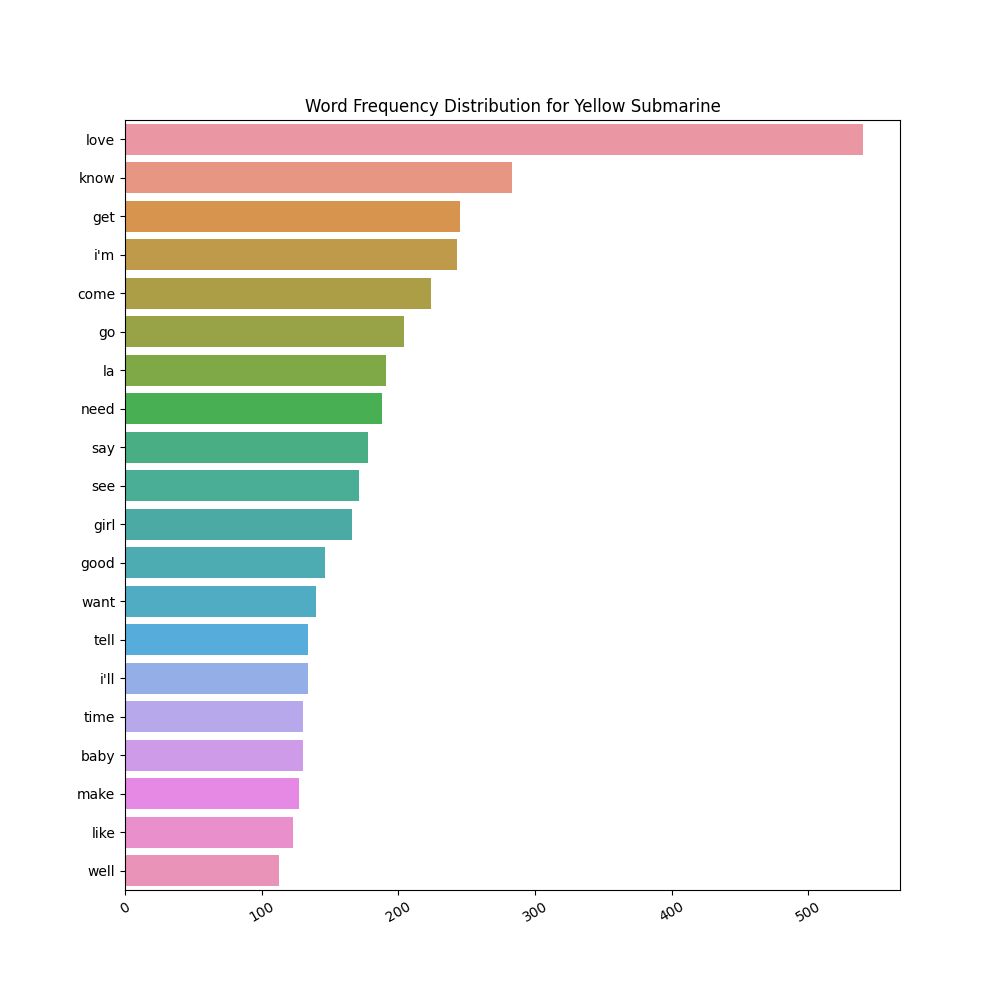 Word Frequency Distribution for Yellow Submarine
love
know
get
i'm
come
go
la
need
say
see
girl
good
want
tell
i'll
time
baby
make
like
well
0 100 200 300 400 500